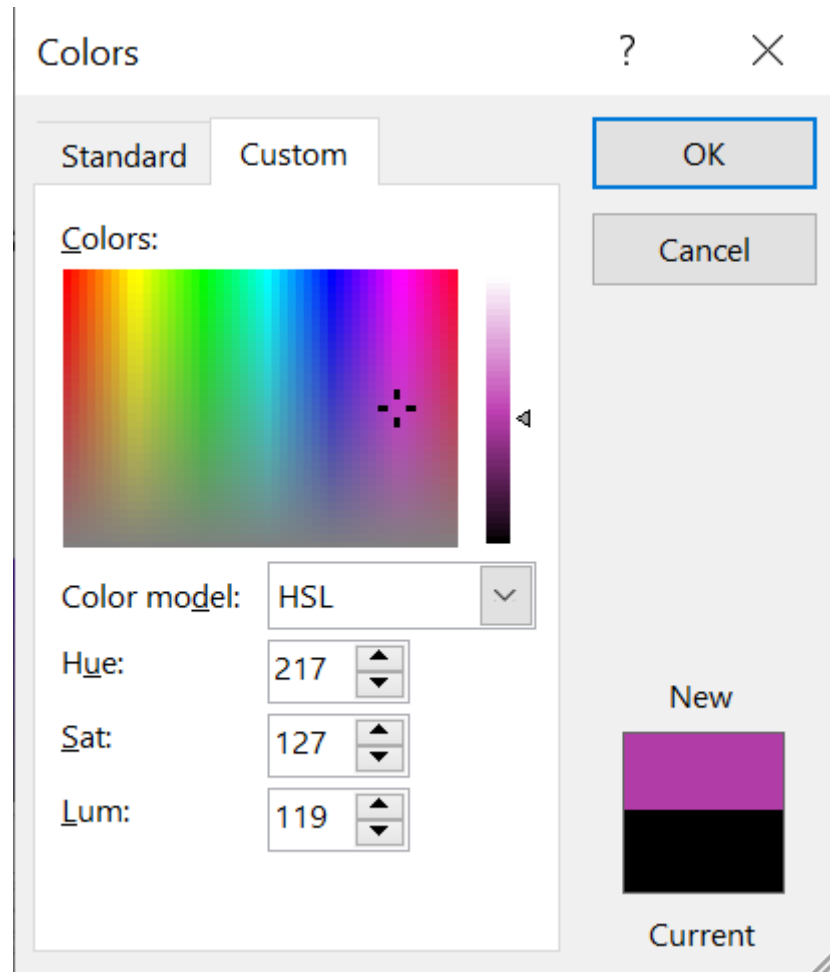 Colors ?
Standard Custom OK
Colors: Cancel
Color model: HSL
Hue: 217
New
Sat: 127
Lum: 119
Current